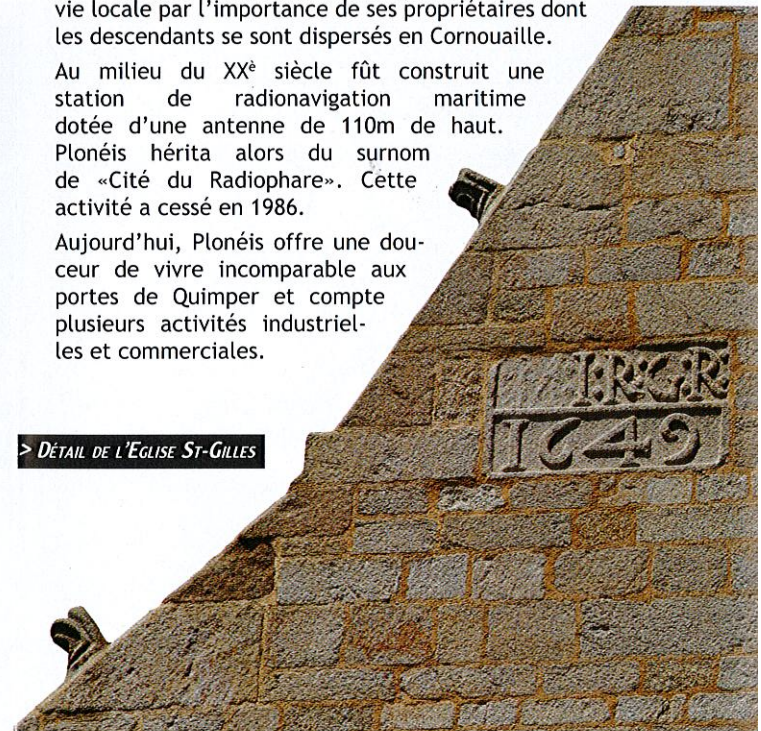 vie locale par l'importance de ses propriétaires dont
les descendants se sont dispersés en Cornouaille.
Au milieu du XXè siècle fût construit une
station de radionavigation maritime
dotée d'une antenne de 110m de haut.
Plonéis hérita alors du surnom
de «Cité du Radiophare». Cette
activité a cessé en 1986.
Aujourd'hui, Plonéis offre une dou-
ceur de vivre incomparable aux
portes de Quimper et compte
plusieurs activités industriel-
les et commerciales.
> DÉTAIL DE L'EGLISE ST-GILLES
I:R:G:R:
1649